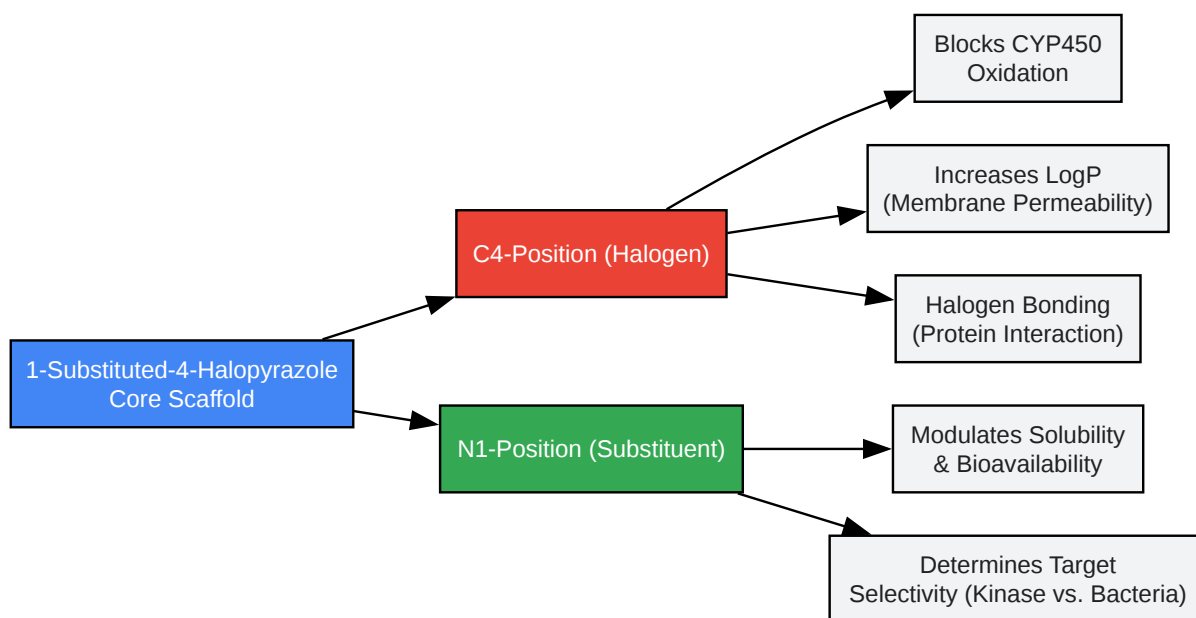 Blocks CYP450
Oxidation
Increases LogP
(Membrane Permeability)
C4-Position (Halogen)
Halogen Bonding
(Protein Interaction)
1-Substituted-4-Halopyrazole
Core Scaffold
N1-Position (Substituent)
Modulates Solubility
& Bioavailability
Determines Target
Selectivity (Kinase vs. Bacteria)